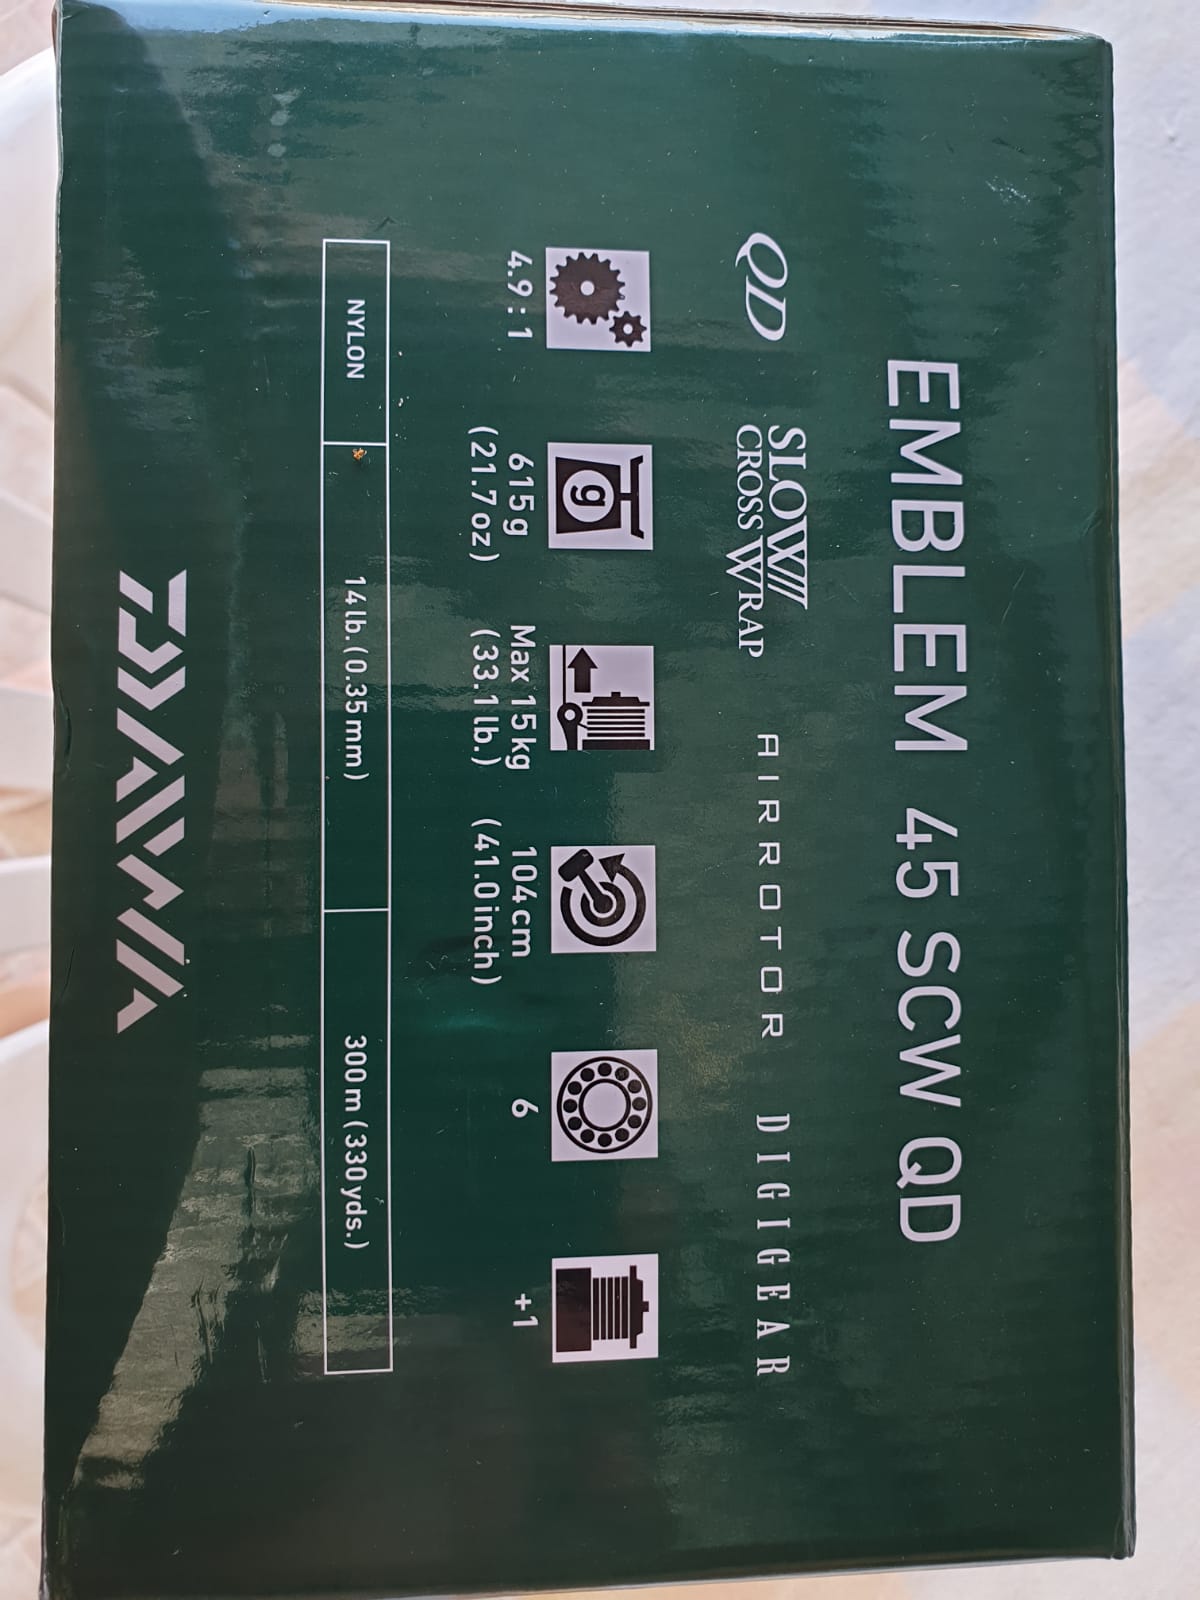 EMBLEM 45 SCW QD
QD
SLOW
CROSS WRAP
AIRROTOR
DIGIGEAR
4.9 : 1
g
615g
(21.7oz)
Max 15kg
(33.1lb.)
104cm
(41.0inch)
6
+1
NYLON
14lb.(0.35mm)
300m(330yds.)
DAIWA